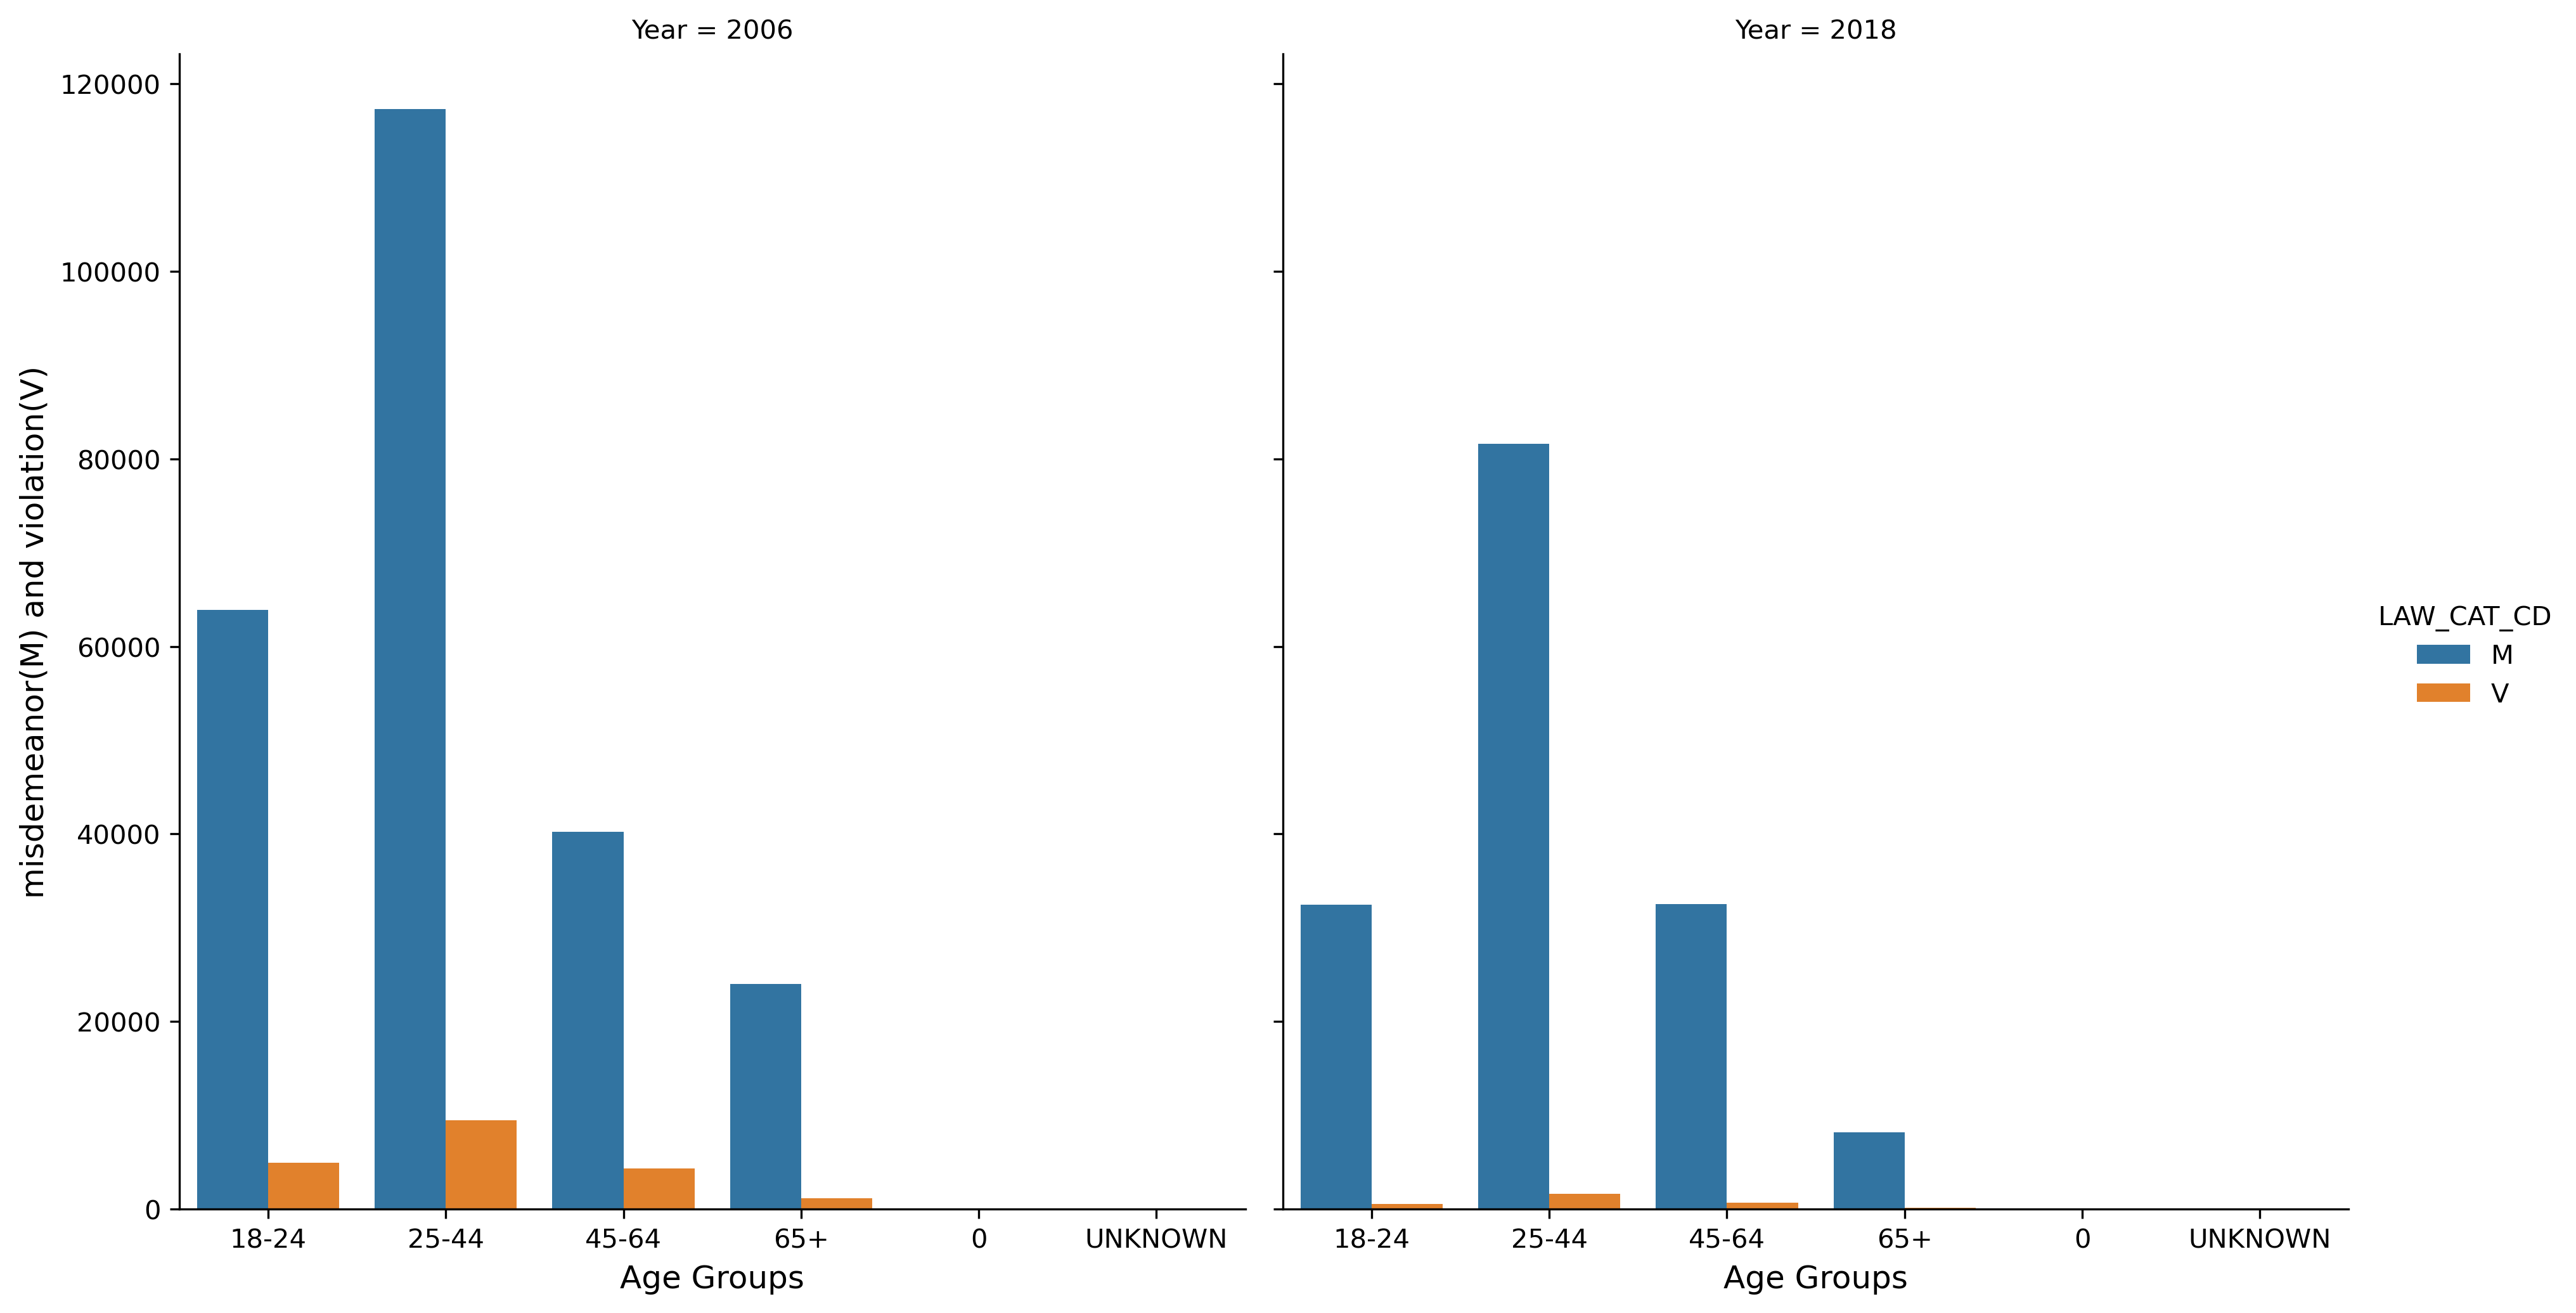 Year = 2006
Year = 2018
120000
100000
80000
60000
40000
20000
0
misdemeanor(M) and violation(V)
18-24 25-44 45-64 65+ 0 UNKNOWN
Age Groups
18-24 25-44 45-64 65+ 0 UNKNOWN
Age Groups
LAW_CAT_CD
M
V